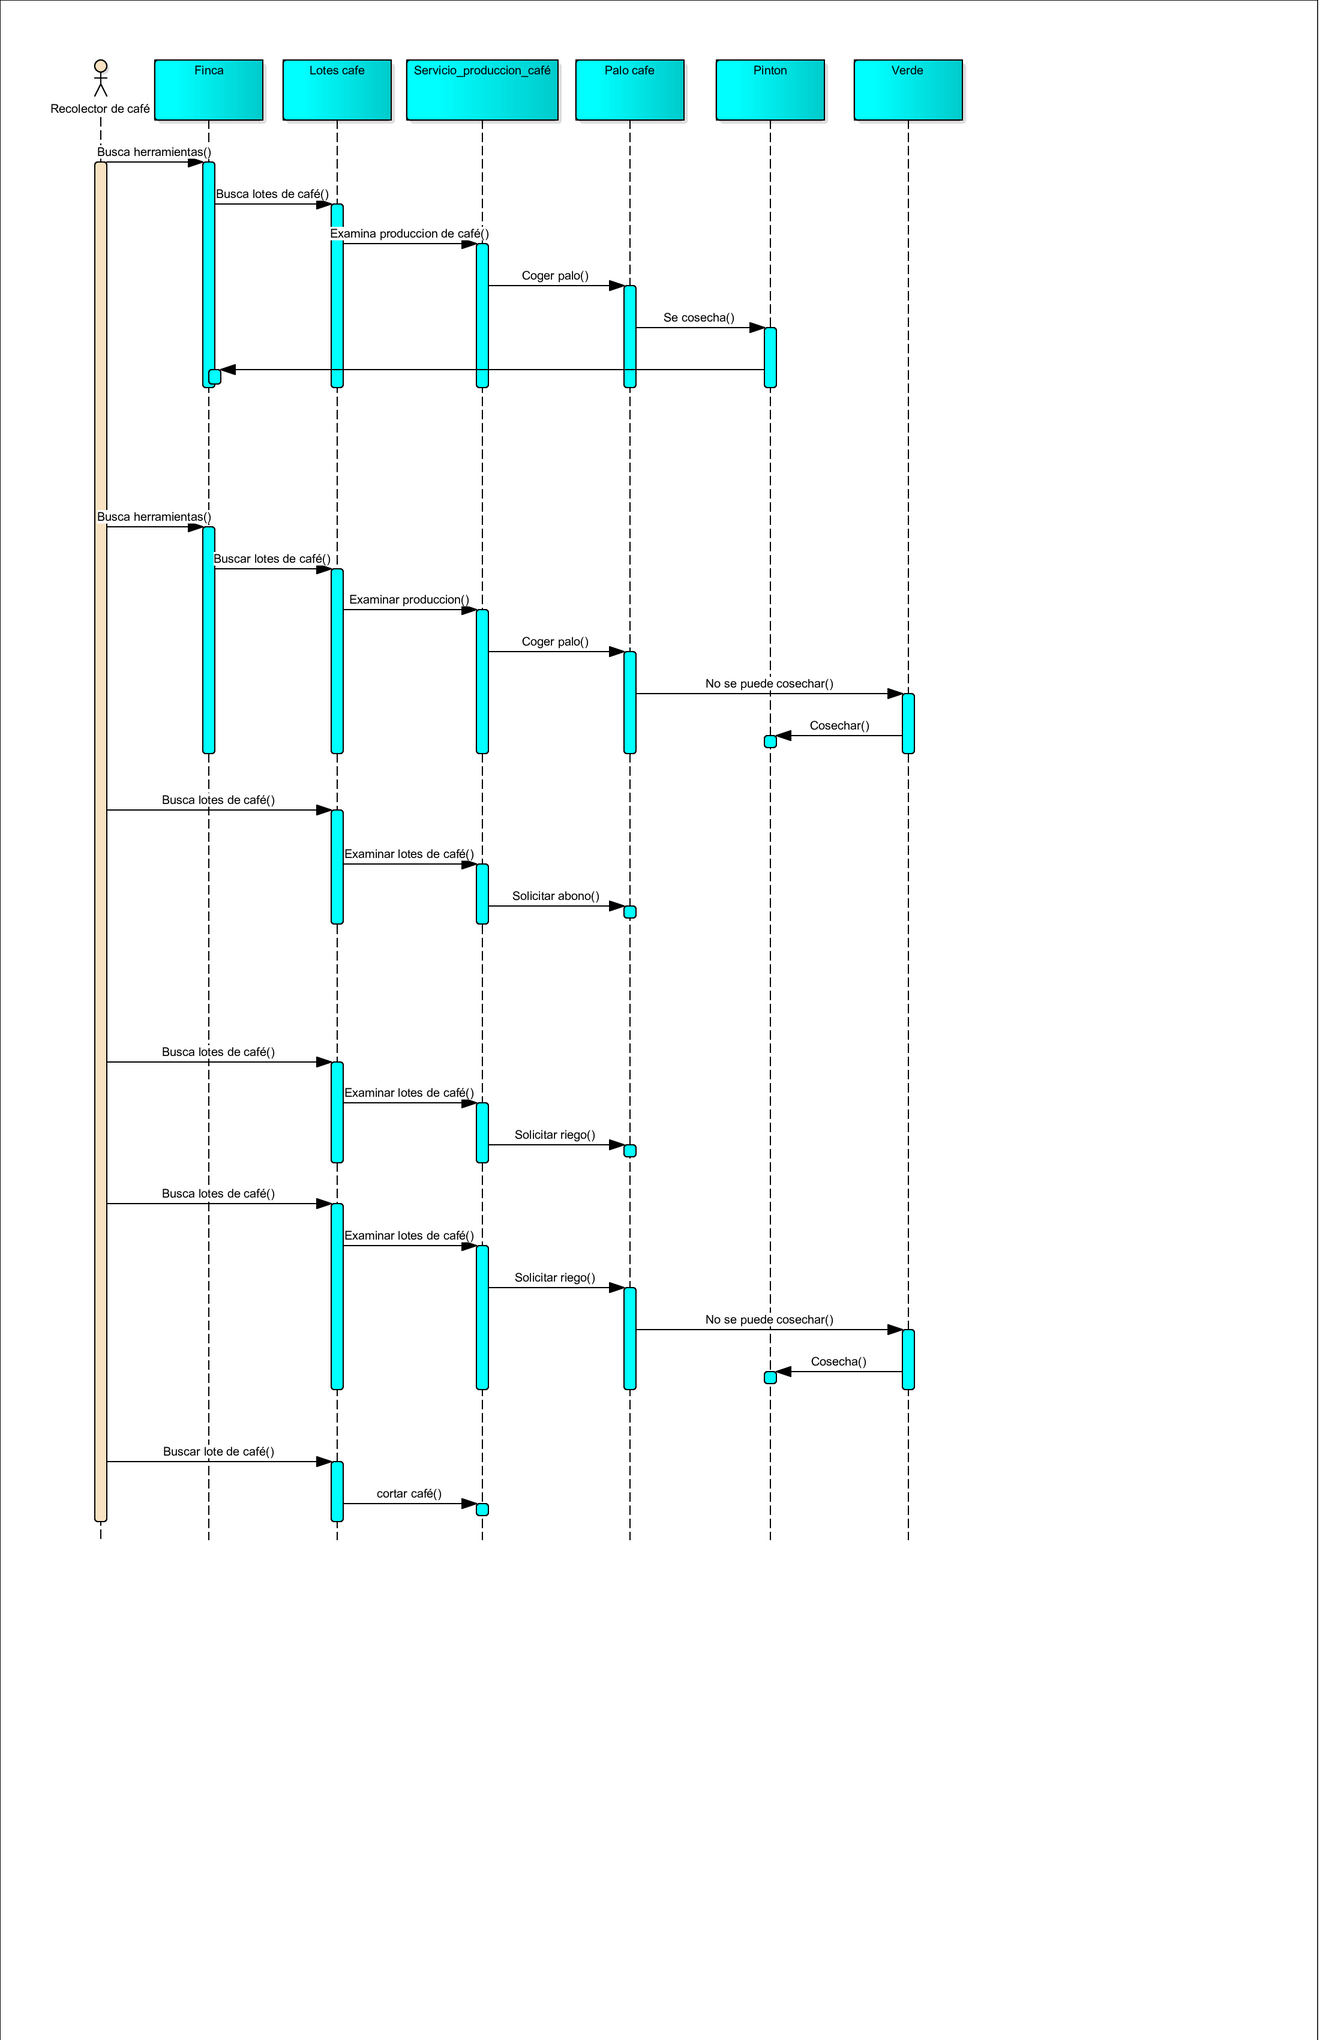 Recolector de café
Finca
Lotes cafe
Servicio_produccion_café
Palo cafe
Pinton
Verde
Busca herramientas()
Busca lotes de café()
Examina produccion de café()
Coger palo()
Se cosecha()
Busca herramientas()
Buscar lotes de café()
Examinar produccion()
Coger palo()
No se puede cosechar()
Cosechar()
Busca lotes de café()
Examinar lotes de café()
Solicitar abono()
Busca lotes de café()
Examinar lotes de café()
Solicitar riego()
Busca lotes de café()
Examinar lotes de café()
Solicitar riego()
No se puede cosechar()
Cosecha()
Buscar lote de café()
cortar café()